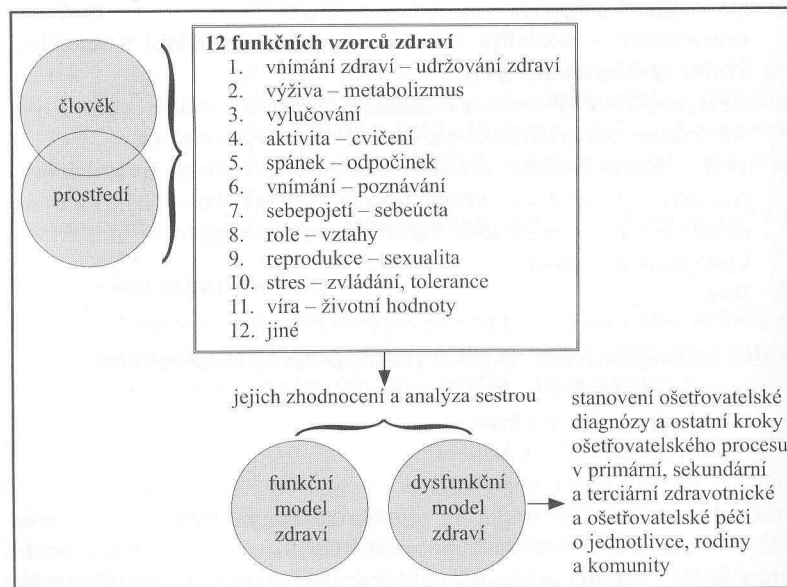 člověk
prostředí
12 funkčních vzorců zdraví
1. vnímání zdraví – udržování zdraví
2. výživa – metabolizmus
3. vylučování
4. aktivita – cvičení
5. spánek – odpočinek
6. vnímání – poznávání
7. sebepojetí – sebeúcta
8. role – vztahy
9. reprodukce – sexualita
10. stres – zvládání, tolerance
11. víra – životní hodnoty
12. jiné
jejich zhodnocení a analýza sestrou
funkční
model
zdraví
dysfunkční
model
zdraví
stanovení ošetřovatelské
diagnózy a ostatní kroky
ošetřovatelského procesu
v primární, sekundární
a terciární zdravotnické
a ošetřovatelské péči
o jednotlivce, rodiny
a komunity